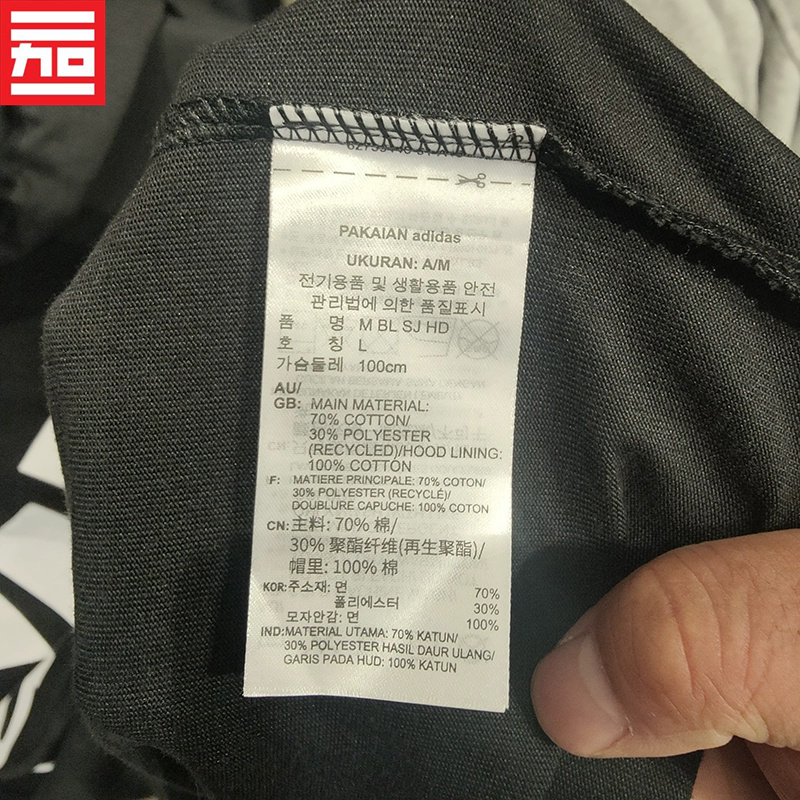 PAKAIAN adidas
UKURAN: A/M
전기용품 및 생활용품 안전
관리법에 의한 품질표시
품 명 M BL SJ HD
호 칭 L
가슴둘레 100cm
AU/
GB: MAIN MATERIAL:
70% COTTON/
30% POLYESTER
(RECYCLED)/HOOD LINING:
100% COTTON
F: MATIERE PRINCIPALE: 70% COTON/
30% POLYESTER (RECYCLÉ)/
DOUBLURE CAPUCHE: 100% COTON
CN: 主料: 70% 棉/
30% 聚酯纤维(再生聚酯)/
帽里: 100% 棉
KOR: 주소재: 면 70%
폴리에스터 30%
모자안감: 면 100%
IND: MATERIAL UTAMA: 70% KATUN/
30% POLYESTER HASIL DAUR ULANG/
GARIS PADA HUD: 100% KATUN